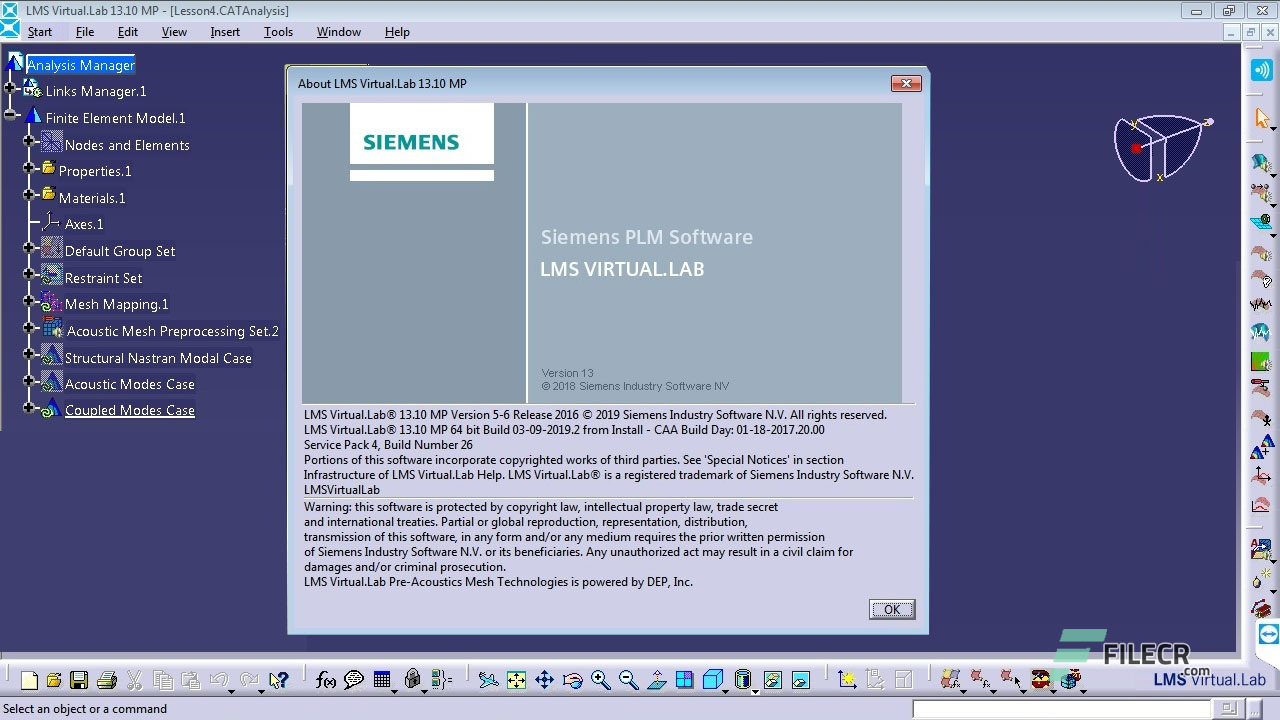 LMS Virtual.Lab 13.10 MP - [Lesson4.CATAnalysis]
Start File Edit View Insert Tools Window Help
Analysis Manager
Links Manager.1
Finite Element Model.1
Nodes and Elements
Properties.1
Materials.1
Axes.1
Default Group Set
Restraint Set
Mesh Mapping.1
Acoustic Mesh Preprocessing Set.2
Structural Nastran Modal Case
Acoustic Modes Case
Coupled Modes Case
About LMS Virtual.Lab 13.10 MP
SIEMENS
Siemens PLM Software
LMS VIRTUAL.LAB
Version 13
© 2018 Siemens Industry Software NV
LMS Virtual.Lab® 13.10 MP Version 5-6 Release 2016 © 2019 Siemens Industry Software N.V. All rights reserved.
LMS Virtual.Lab® 13.10 MP 64 bit Build 03-09-2019.2 from Install - CAA Build Day: 01-18-2017.20.00
Service Pack 4, Build Number 26
Portions of this software incorporate copyrighted works of third parties. See 'Special Notices' in section
Infrastructure of LMS Virtual.Lab Help. LMS Virtual.Lab® is a registered trademark of Siemens Industry Software N.V.
LMSVirtualLab
Warning: this software is protected by copyright law, intellectual property law, trade secret
and international treaties. Partial or global reproduction, representation, distribution,
transmission of this software, in any form and/or any medium requires the prior written permission
of Siemens Industry Software N.V. or its beneficiaries. Any unauthorized act may result in a civil claim for
damages and/or criminal prosecution.
LMS Virtual.Lab Pre-Acoustics Mesh Technologies is powered by DEP, Inc.
OK
y
z
x
f(x)
FILECR
.com
LMS Virtual.Lab
Select an object or a command